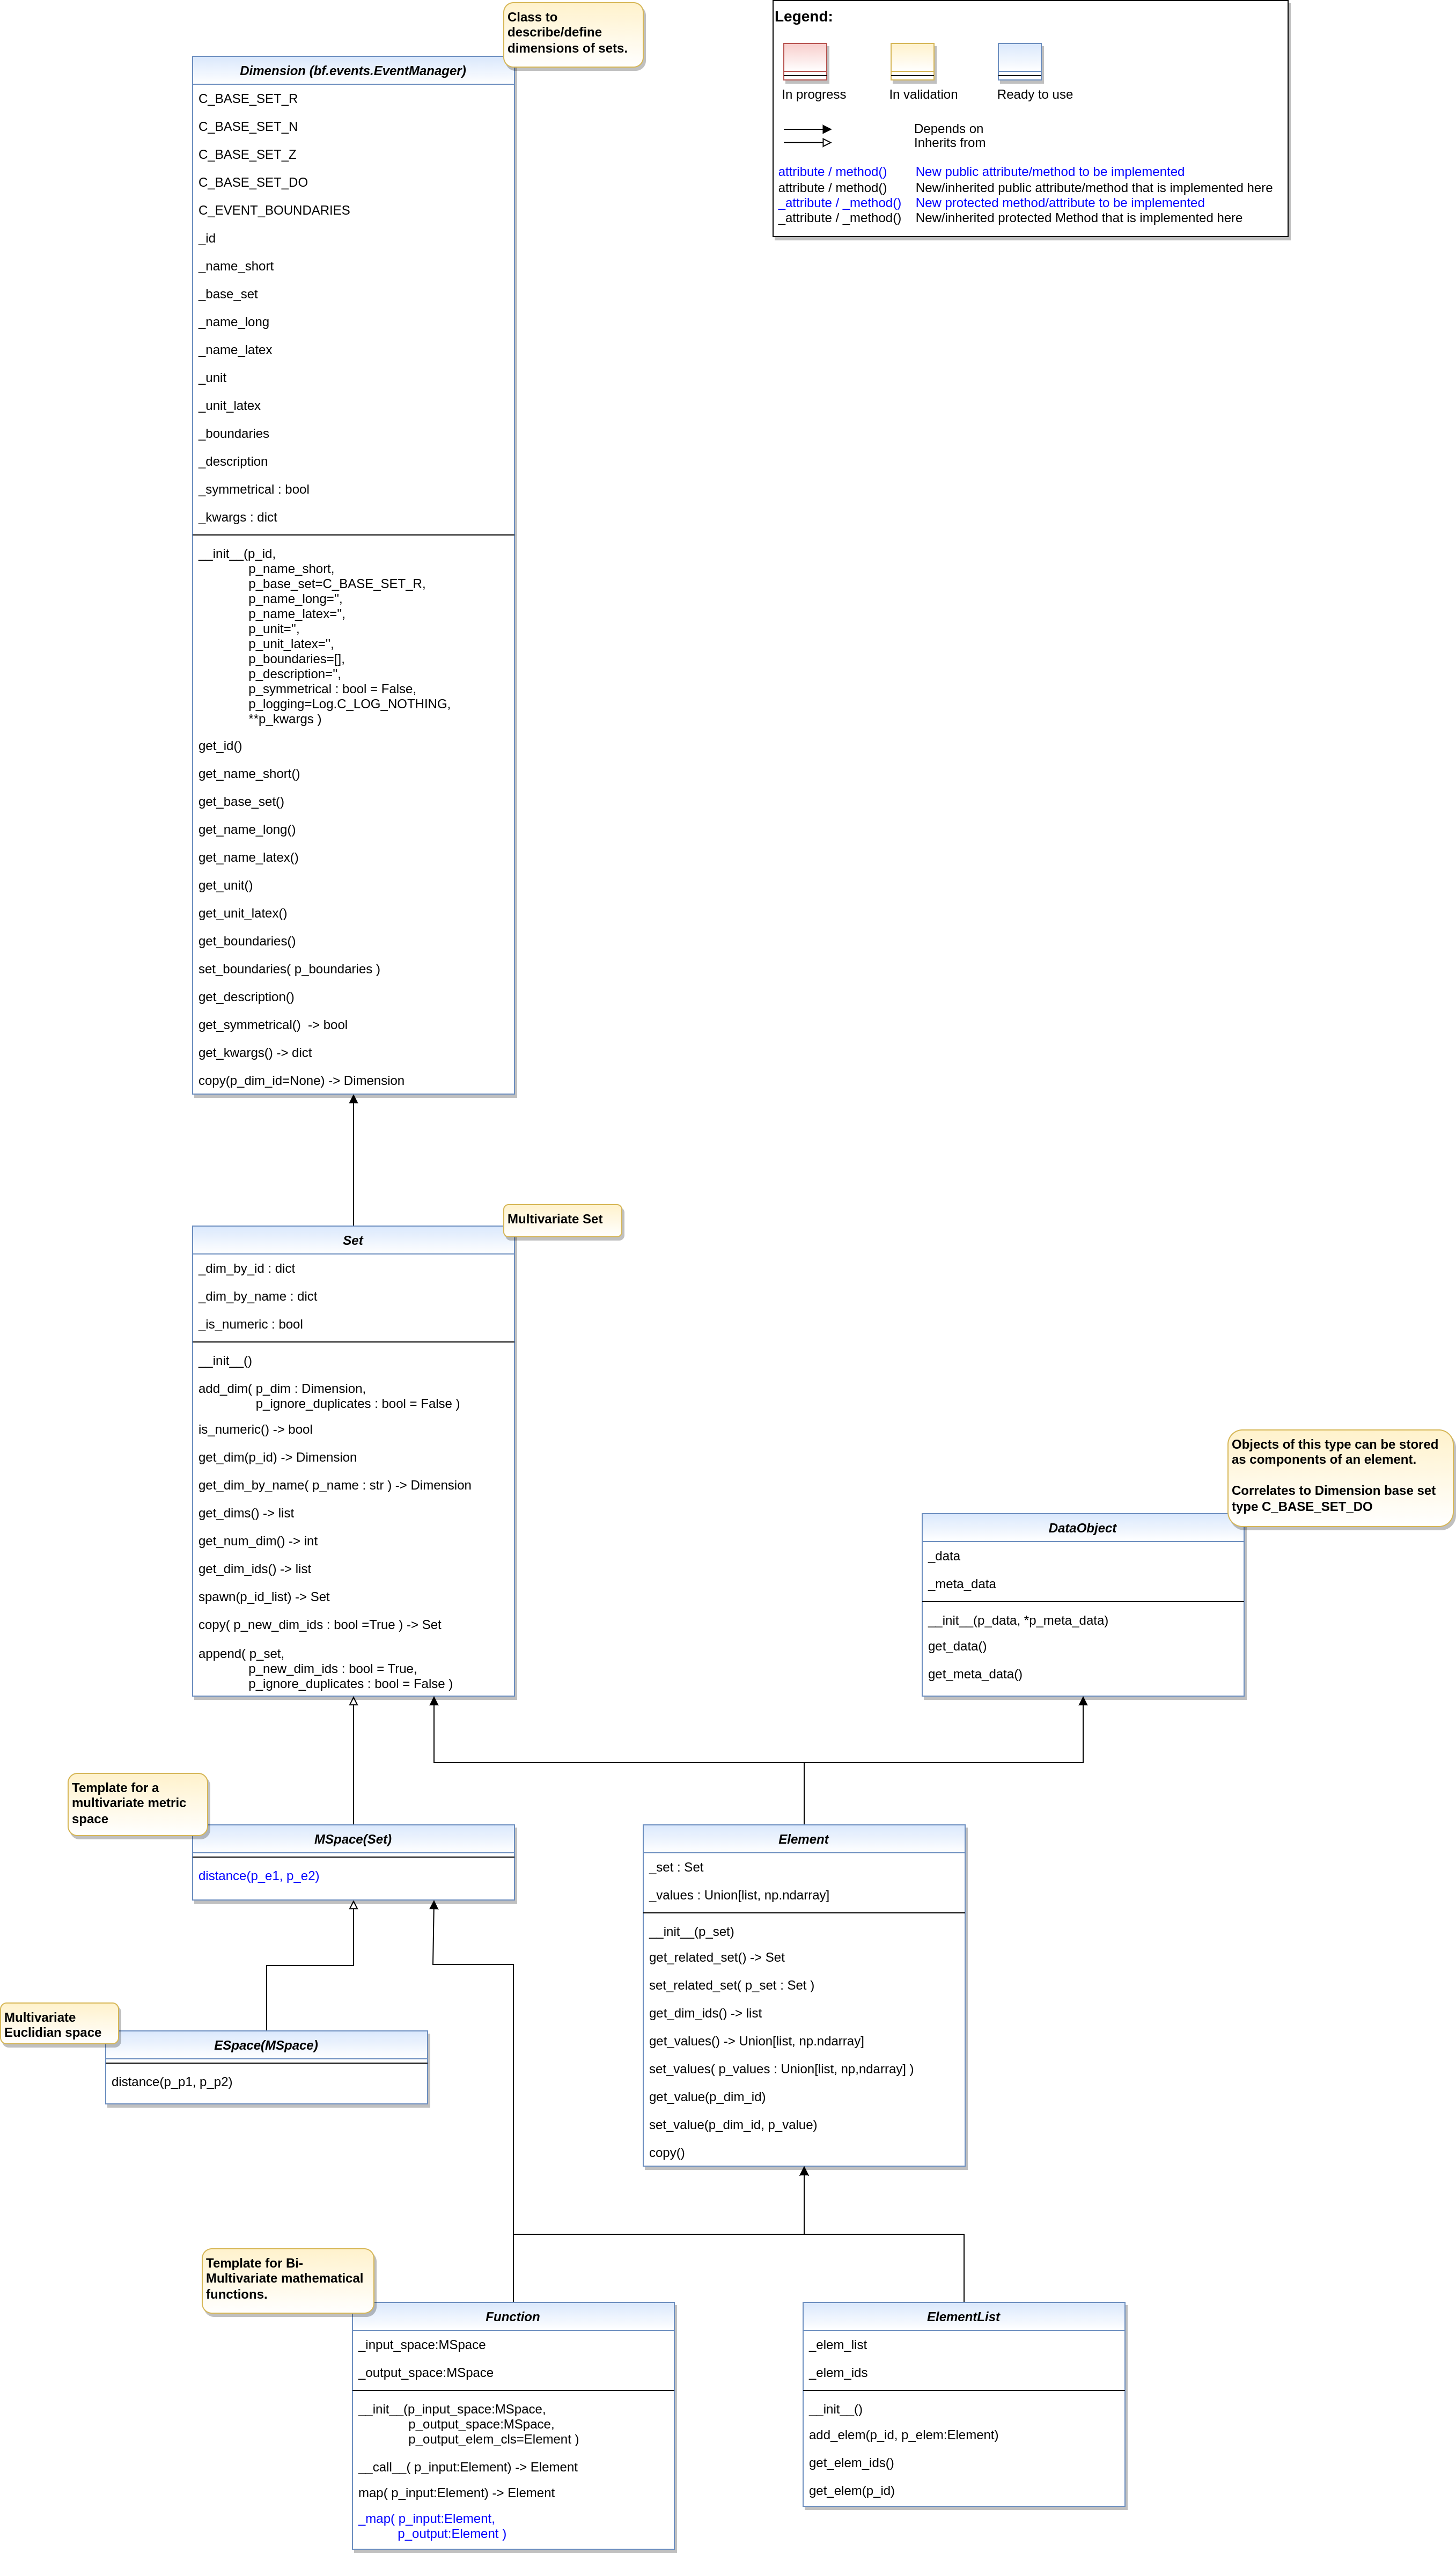 Class to
describe/define
dimensions of sets.
Dimension (bf.events.EventManager)
C_BASE_SET_R
C_BASE_SET_N
C_BASE_SET_Z
C_BASE_SET_DO
C_EVENT_BOUNDARIES
_id
_name_short
_base_set
_name_long
_name_latex
_unit
_unit_latex
_boundaries
_description
_symmetrical : bool
_kwargs : dict
__init__(p_id,
p_name_short,
p_base_set=C_BASE_SET_R,
p_name_long='',
p_name_latex='',
p_unit='',
p_unit_latex='',
p_boundaries=[],
p_description='',
p_symmetrical : bool = False,
p_logging=Log.C_LOG_NOTHING,
**p_kwargs )
get_id()
get_name_short()
get_base_set()
get_name_long()
get_name_latex()
get_unit()
get_unit_latex()
get_boundaries()
set_boundaries( p_boundaries )
get_description()
get_symmetrical()  -> bool
get_kwargs() -> dict
copy(p_dim_id=None) -> Dimension
Legend:
In progress
In validation
Ready to use
Depends on
Inherits from
attribute / method() New public attribute/method to be implemented
attribute / method() New/inherited public attribute/method that is implemented here
_attribute / _method() New protected method/attribute to be implemented
_attribute / _method() New/inherited protected Method that is implemented here
Multivariate Set
Set
_dim_by_id : dict
_dim_by_name : dict
_is_numeric : bool
__init__()
add_dim( p_dim : Dimension,
p_ignore_duplicates : bool = False )
is_numeric() -> bool
get_dim(p_id) -> Dimension
get_dim_by_name( p_name : str ) -> Dimension
get_dims() -> list
get_num_dim() -> int
get_dim_ids() -> list
spawn(p_id_list) -> Set
copy( p_new_dim_ids : bool =True ) -> Set
append( p_set,
p_new_dim_ids : bool = True,
p_ignore_duplicates : bool = False )
Objects of this type can be stored
as components of an element.
Correlates to Dimension base set
type C_BASE_SET_DO
DataObject
_data
_meta_data
__init__(p_data, *p_meta_data)
get_data()
get_meta_data()
Template for a
multivariate metric
space
MSpace(Set)
distance(p_e1, p_e2)
Element
_set : Set
_values : Union[list, np.ndarray]
__init__(p_set)
get_related_set() -> Set
set_related_set( p_set : Set )
get_dim_ids() -> list
get_values() -> Union[list, np.ndarray]
set_values( p_values : Union[list, np,ndarray] )
get_value(p_dim_id)
set_value(p_dim_id, p_value)
copy()
Multivariate
Euclidian space
ESpace(MSpace)
distance(p_p1, p_p2)
Template for Bi-
Multivariate mathematical
functions.
Function
_input_space:MSpace
_output_space:MSpace
__init__(p_input_space:MSpace,
p_output_space:MSpace,
p_output_elem_cls=Element )
__call__( p_input:Element) -> Element
map( p_input:Element) -> Element
_map( p_input:Element,
p_output:Element )
ElementList
_elem_list
_elem_ids
__init__()
add_elem(p_id, p_elem:Element)
get_elem_ids()
get_elem(p_id)